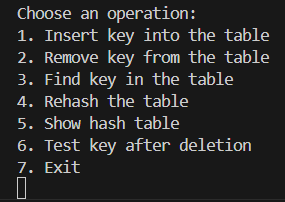 Choose an operation:
1. Insert key into the table
2. Remove key from the table
3. Find key in the table
4. Rehash the table
5. Show hash table
6. Test key after deletion
7. Exit